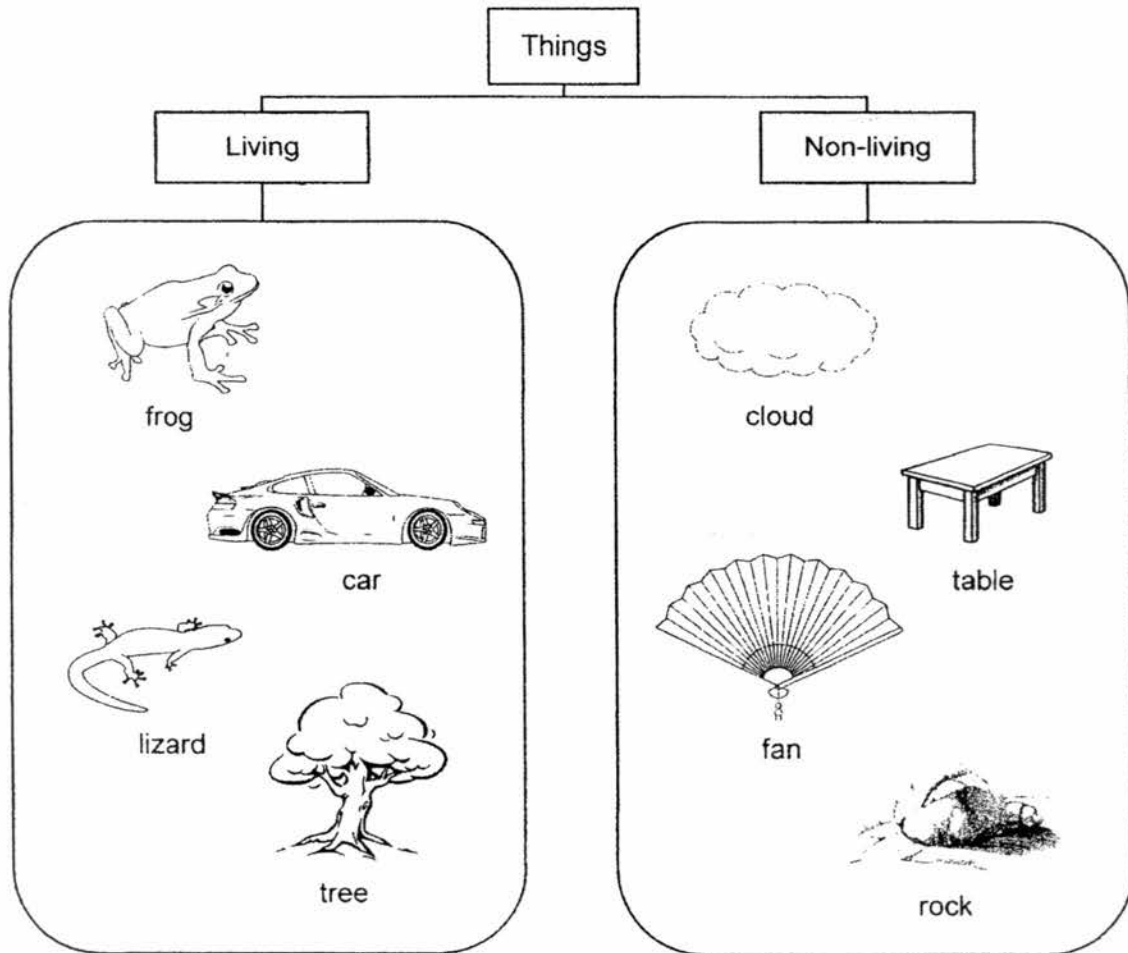 Things
Living
Non-living
frog
car
lizard
tree
cloud
table
fan
rock